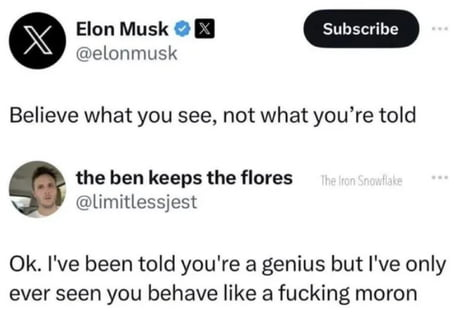 Elon Musk
Subscribe
@elonmusk
Believe what you see, not what you’re told
the ben keeps the flores
The Iron Snowflake
@limitlessjest
Ok. I've been told you're a genius but I've only
ever seen you behave like a fucking moron